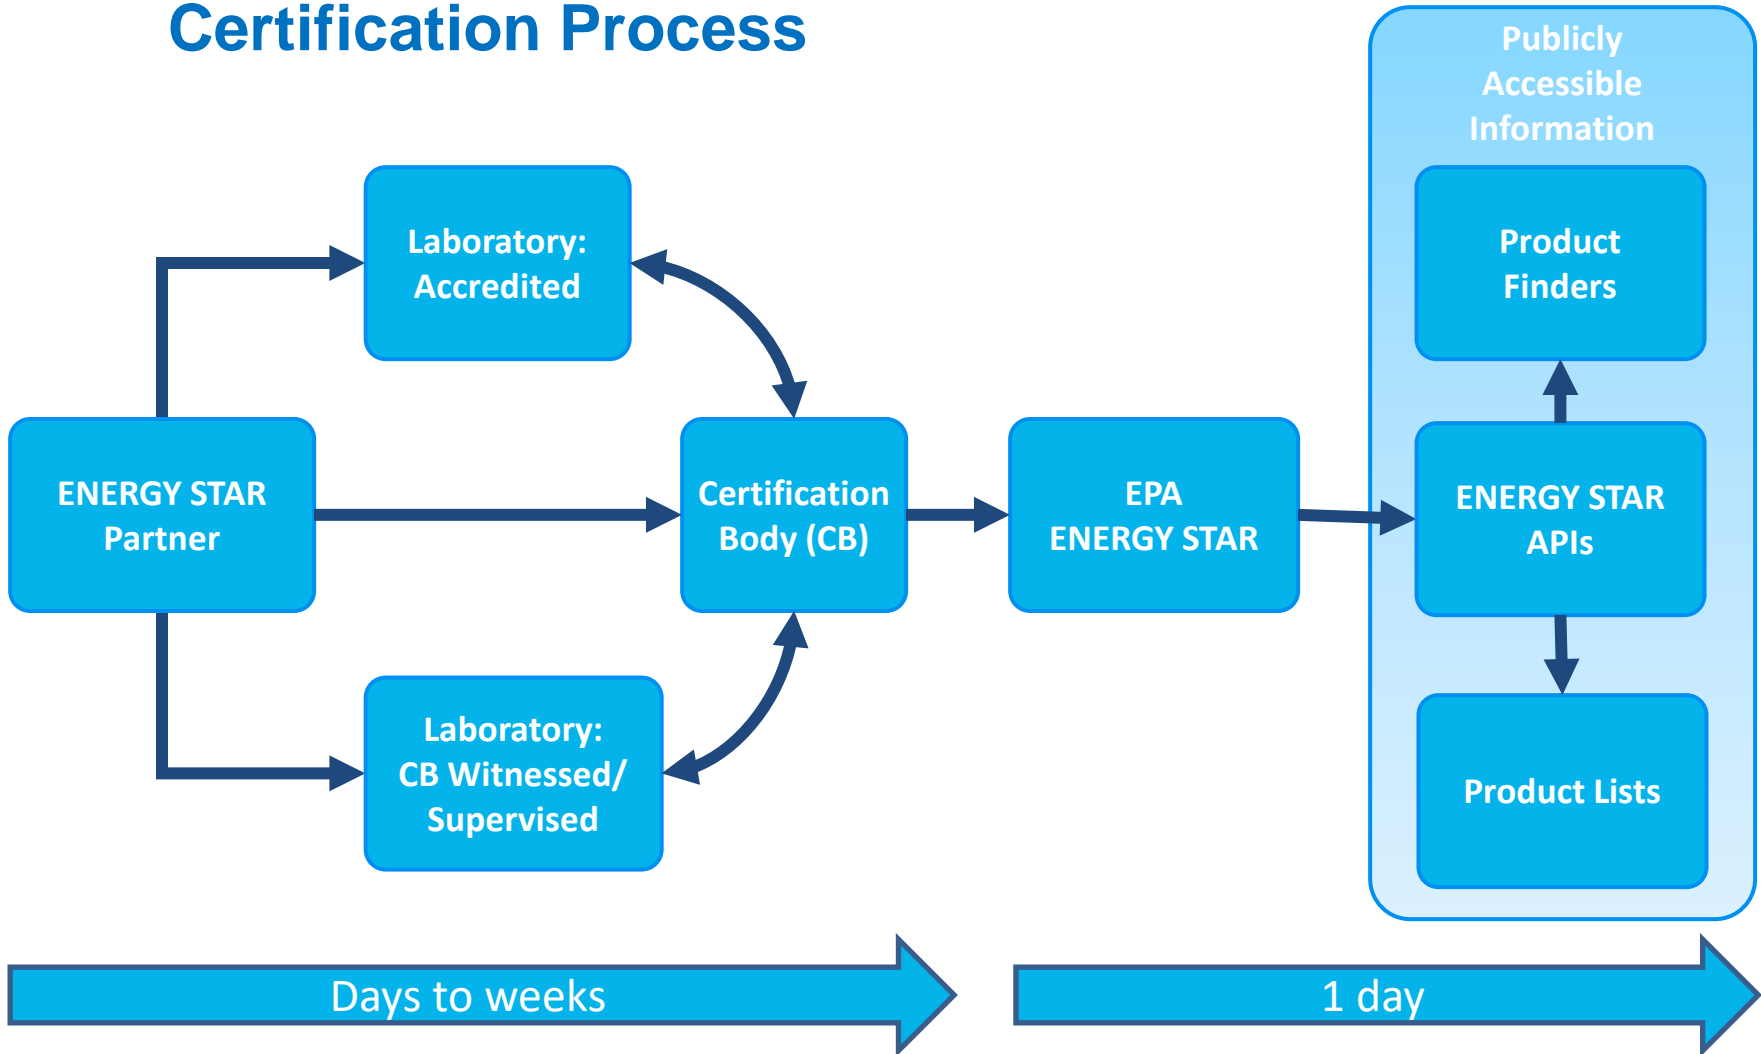 Certification Process
Publicly
Accessible
Information
Laboratory:
Accredited
Product
Finders
ENERGY STAR
Partner
Certification
Body (CB)
EPA
ENERGY STAR
ENERGY STAR
APIs
Laboratory:
CB Witnessed/
Supervised
Product Lists
Days to weeks
1 day